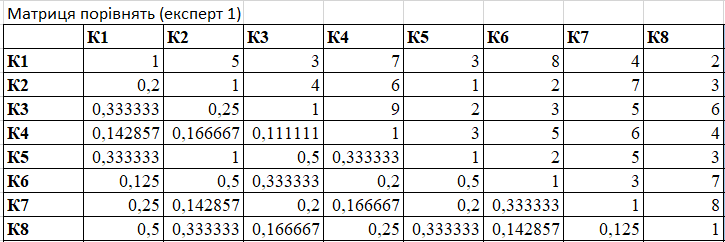 Матриця порівнять (експерт 1)
К1 К2 К3 К4 К5 К6 К7 К8
К1 1 5 3 7 3 8 4 2
К2 0,2 1 4 6 1 2 7 3
К3 0,333333 0,25 1 9 2 3 5 6
К4 0,142857 0,166667 0,111111 1 3 5 6 4
К5 0,333333 1 0,5 0,333333 1 2 5 3
К6 0,125 0,5 0,333333 0,2 0,5 1 3 7
К7 0,25 0,142857 0,2 0,166667 0,2 0,333333 1 8
К8 0,5 0,333333 0,166667 0,25 0,333333 0,142857 0,125 1